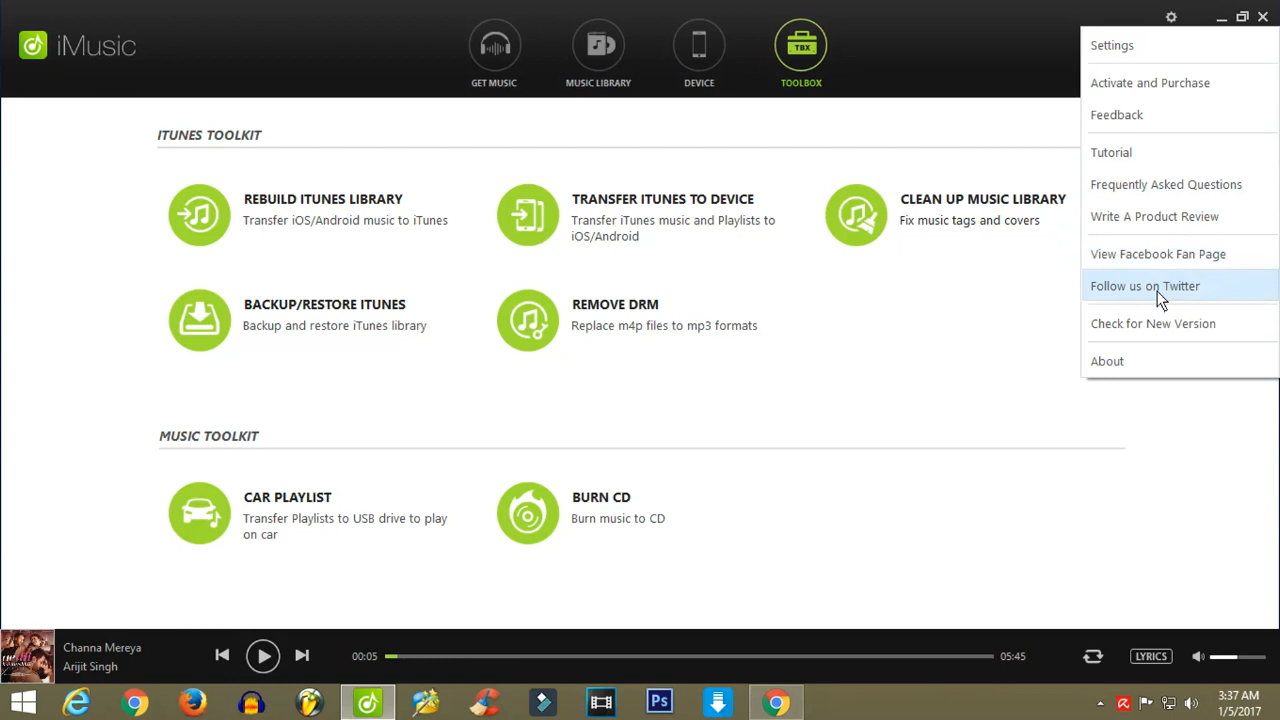 iMusic
GET MUSIC
MUSIC LIBRARY
DEVICE
TBX
TOOLBOX
Settings
Activate and Purchase
Feedback
Tutorial
Frequently Asked Questions
Write A Product Review
View Facebook Fan Page
Follow us on Twitter
Check for New Version
About
ITUNES TOOLKIT
REBUILD ITUNES LIBRARY
Transfer iOS/Android music to iTunes
TRANSFER ITUNES TO DEVICE
Transfer iTunes music and Playlists to
iOS/Android
CLEAN UP MUSIC LIBRARY
Fix music tags and covers
BACKUP/RESTORE ITUNES
Backup and restore iTunes library
REMOVE DRM
Replace m4p files to mp3 formats
MUSIC TOOLKIT
CAR PLAYLIST
Transfer Playlists to USB drive to play
on car
BURN CD
Burn music to CD
Channa Mereya
Arijit Singh
00:05
05:45
LYRICS
Ps
3:37 AM
1/5/2017